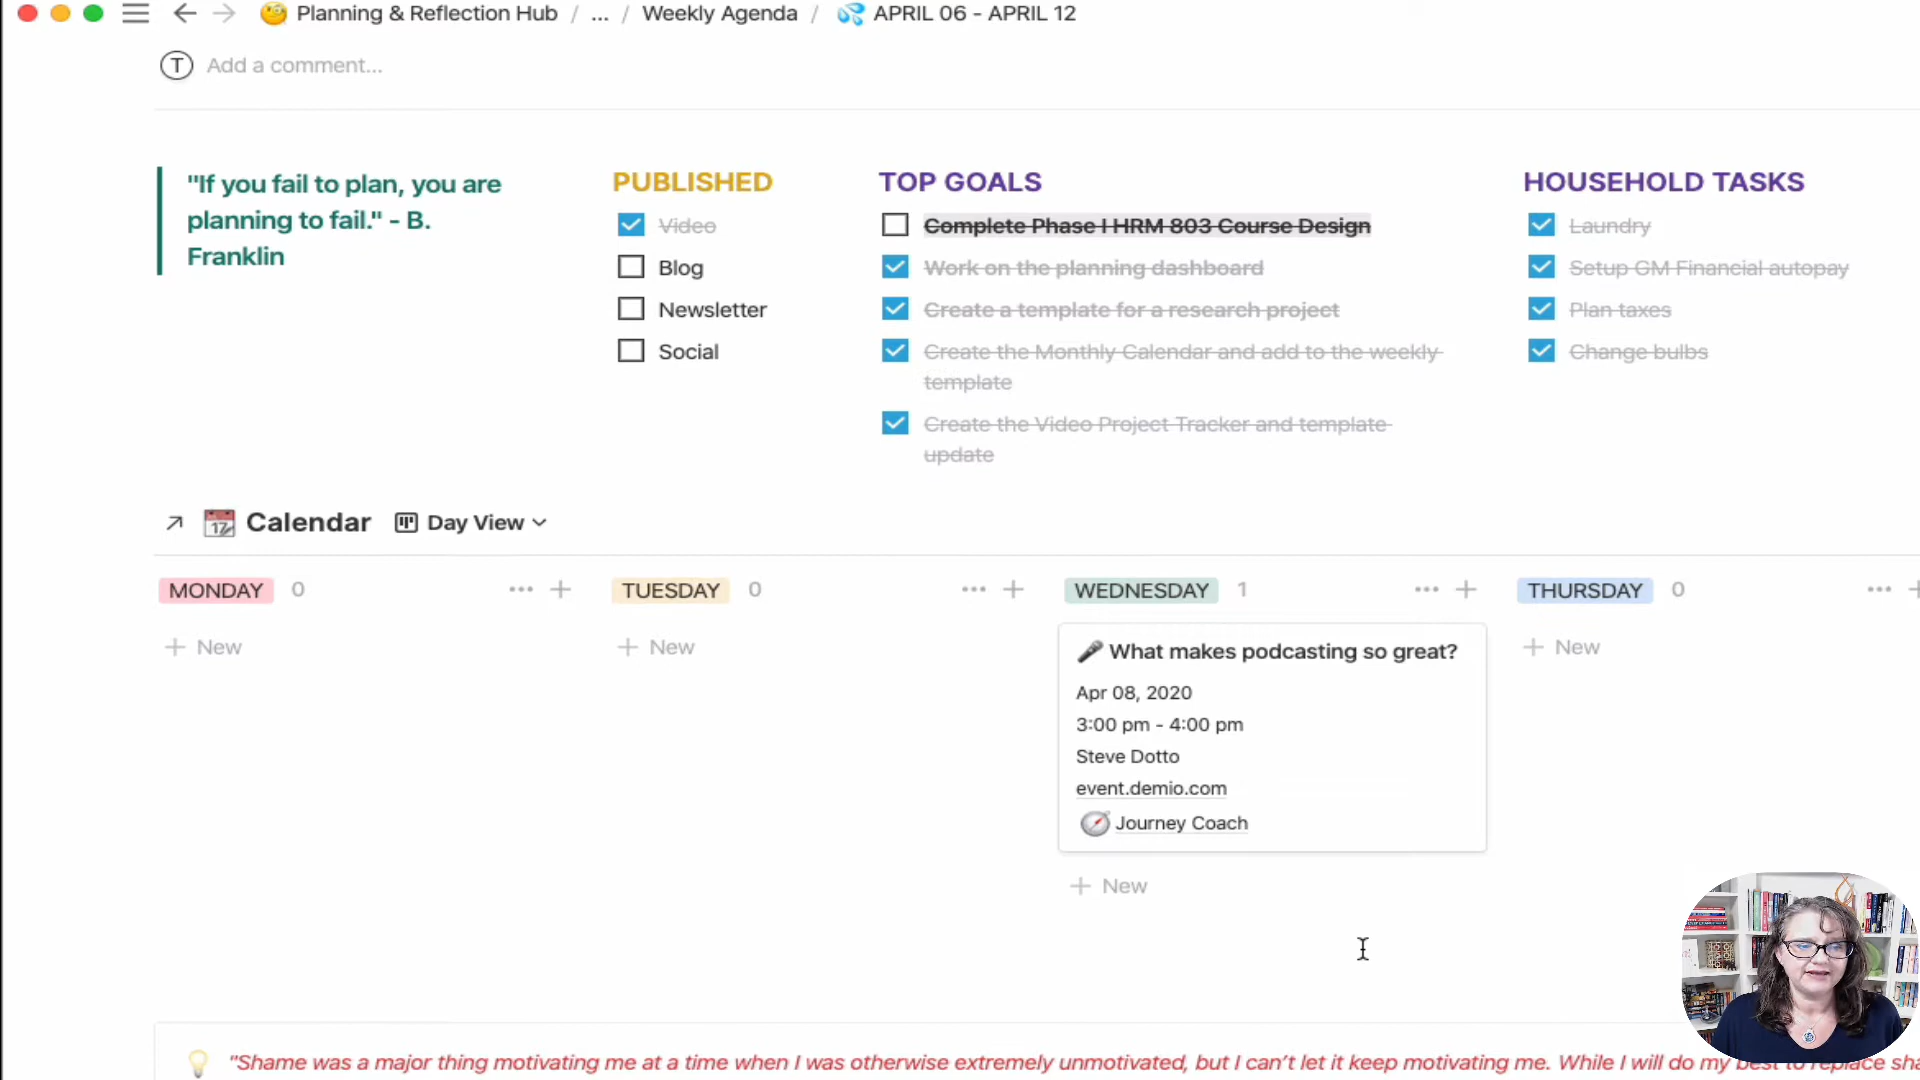 Planning & Reflection Hub / ... / Weekly Agenda / APRIL 06 - APRIL 12
T Add a comment...
"If you fail to plan, you are
planning to fail." - B.
Franklin
PUBLISHED
Video
Blog
Newsletter
Social
TOP GOALS
Complete Phase I HRM 803 Course Design
Work on the planning dashboard
Create a template for a research project
Create the Monthly Calendar and add to the weekly
template
Create the Video Project Tracker and template
update
HOUSEHOLD TASKS
Laundry
Setup GM Financial autopay
Plan taxes
Change bulbs
17 Calendar Day View
MONDAY 0
+ New
TUESDAY 0
+ New
WEDNESDAY 1
What makes podcasting so great?
Apr 08, 2020
3:00 pm - 4:00 pm
Steve Dotto
event.demio.com
Journey Coach
+ New
THURSDAY 0
+ New
"Shame was a major thing motivating me at a time when I was otherwise extremely unmotivated, but I can't let it keep motivating me. While I will do my best to replace sha